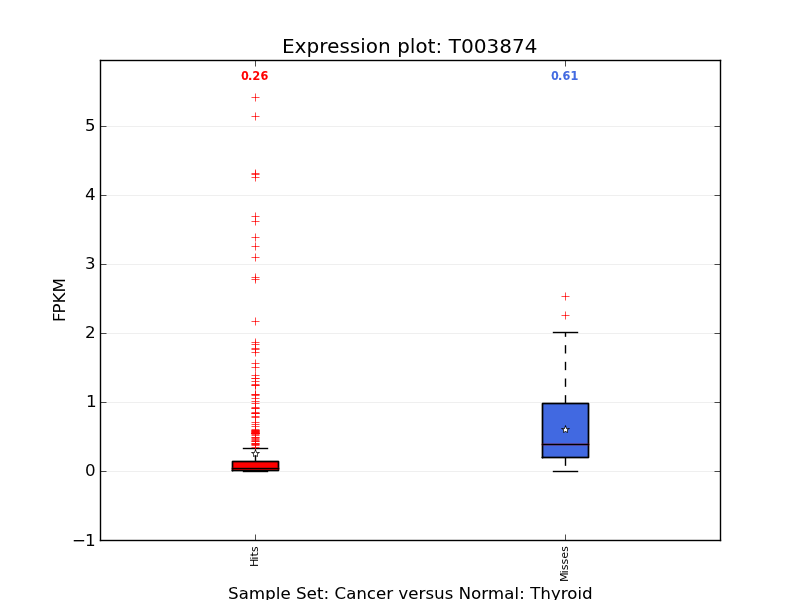 Expression plot: T003874
0.26
0.61
5
4
3
2
1
0
−1
FPKM
Hits
Misses
Sample Set: Cancer versus Normal: Thyroid